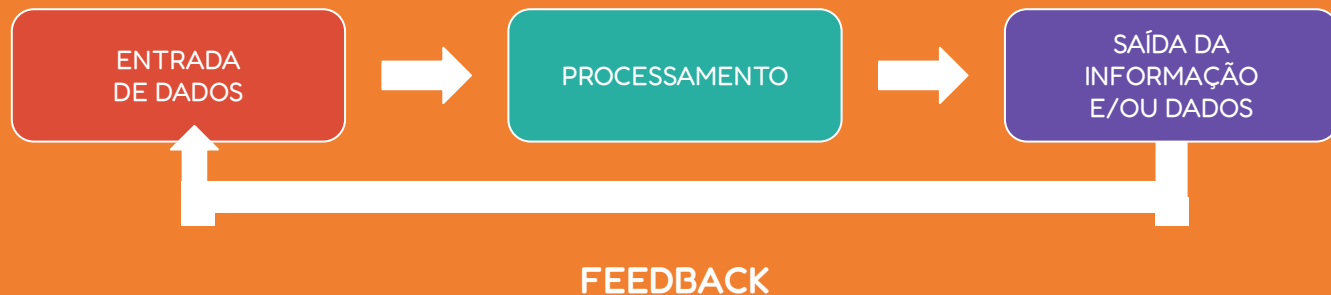 ENTRADA
DE DADOS
PROCESSAMENTO
SAÍDA DA
INFORMAÇÃO
E/OU DADOS
FEEDBACK